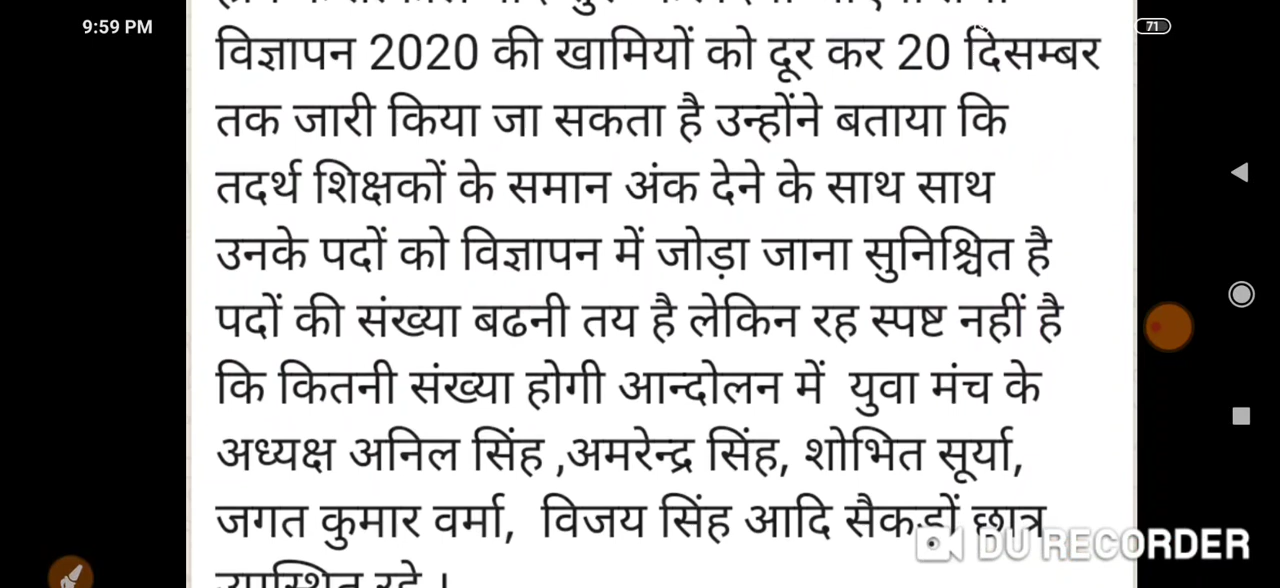 9:59 PM
71
विज्ञापन 2020 की खामियों को दूर कर 20 दिसम्बर
तक जारी किया जा सकता है उन्होंने बताया कि
तदर्थ शिक्षकों के समान अंक देने के साथ साथ
उनके पदों को विज्ञापन में जोड़ा जाना सुनिश्चित है
पदों की संख्या बढनी तय है लेकिन रह स्पष्ट नहीं है
कि कितनी संख्या होगी आन्दोलन में युवा मंच के
अध्यक्ष अनिल सिंह ,अमरेन्द्र सिंह, शोभित सूर्या,
जगत कुमार वर्मा, विजय सिंह आदि सैकड़ों छात्र
DU RECORDER
उपस्थित रहे ।